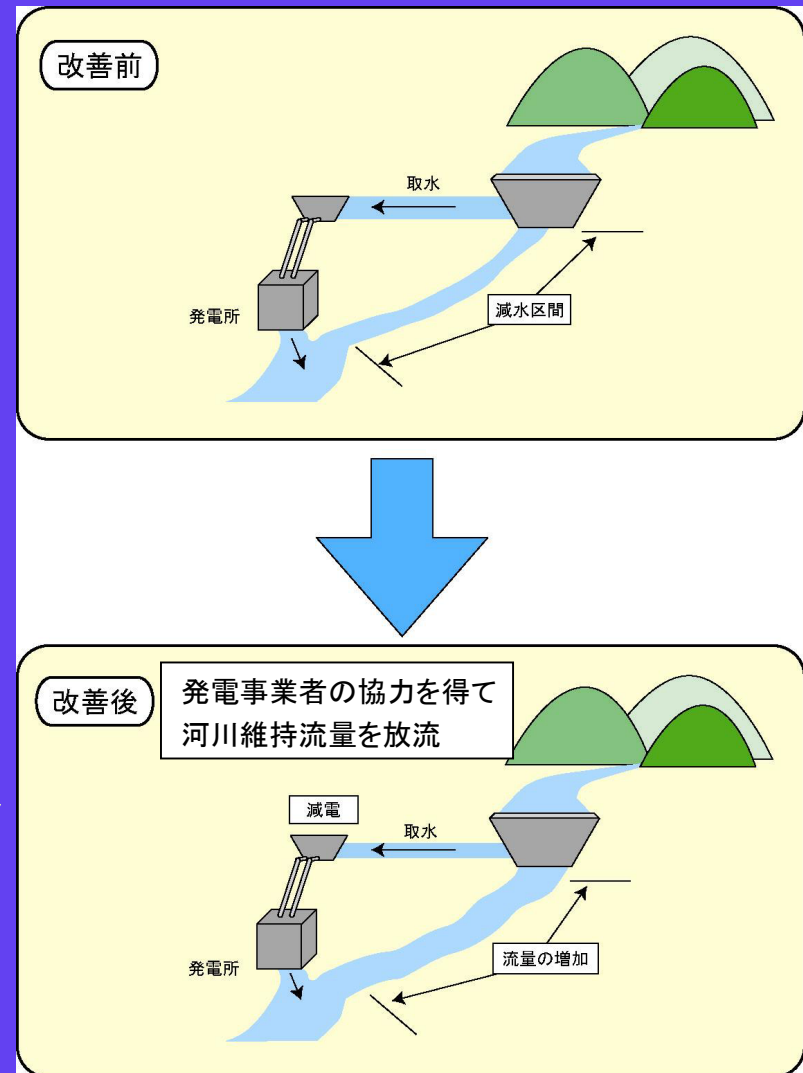 改善前
取水
発電所
減水区間
改善後
発電事業者の協力を得て
河川維持流量を放流
減電
取水
発電所
流量の増加